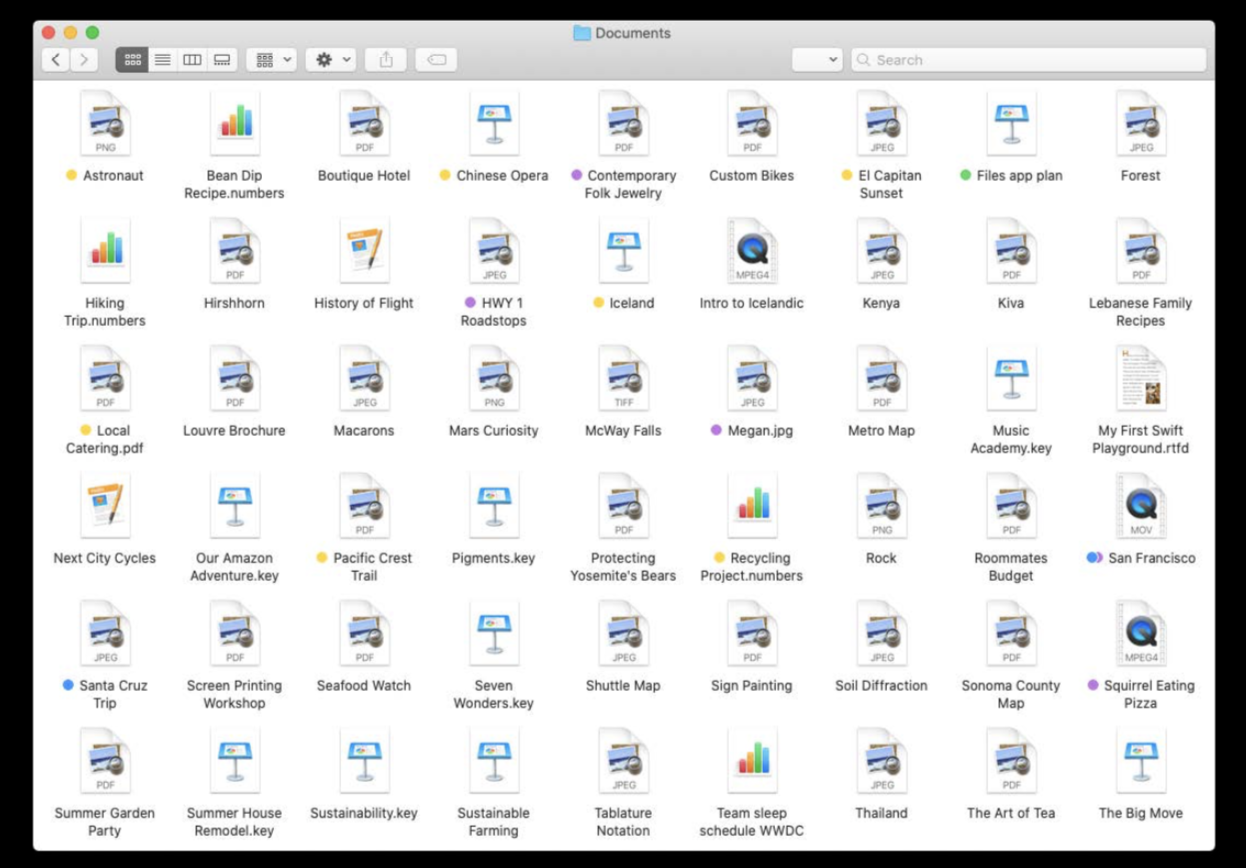 Documents
Search
PNG
PDF
PDF
PDF
JPEG
JPEG
Astronaut
Bean Dip
Recipe.numbers
Boutique Hotel
Chinese Opera
Contemporary
Folk Jewelry
Custom Bikes
El Capitan
Sunset
Files app plan
Forest
PDF
JPEG
MPEG4
JPEG
PDF
PDF
Hiking
Trip.numbers
Hirshhorn
History of Flight
HWY 1
Roadstops
Iceland
Intro to Icelandic
Kenya
Kiva
Lebanese Family
Recipes
PDF
PDF
JPEG
PNG
TIFF
JPEG
PDF
Local
Catering.pdf
Louvre Brochure
Macarons
Mars Curiosity
McWay Falls
Megan.jpg
Metro Map
Music
Academy.key
My First Swift
Playground.rtfd
PDF
PDF
PNG
PDF
MOV
Next City Cycles
Our Amazon
Adventure.key
Pacific Crest
Trail
Pigments.key
Protecting
Yosemite's Bears
Recycling
Project.numbers
Rock
Roommates
Budget
San Francisco
JPEG
PDF
PDF
JPEG
PDF
JPEG
PDF
MPEG4
Santa Cruz
Trip
Screen Printing
Workshop
Seafood Watch
Seven
Wonders.key
Shuttle Map
Sign Painting
Soil Diffraction
Sonoma County
Map
Squirrel Eating
Pizza
PDF
JPEG
JPEG
PDF
Summer Garden
Party
Summer House
Remodel.key
Sustainability.key
Sustainable
Farming
Tablature
Notation
Team sleep
schedule WWDC
Thailand
The Art of Tea
The Big Move